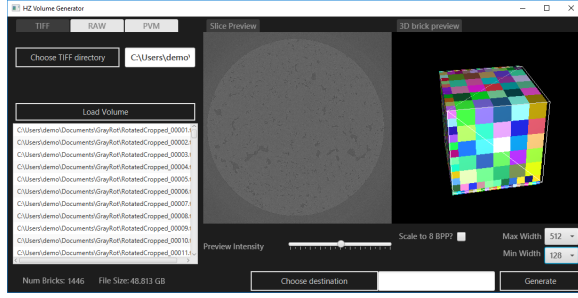 HZ Volume Generator
TIFF RAW PVM
Slice Preview
3D brick preview
Choose TIFF directory
C:\Users\demo\
Load Volume
C:\Users\demo\Documents\GrayRot\RotatedCropped_00001.t
C:\Users\demo\Documents\GrayRot\RotatedCropped_00002.t
C:\Users\demo\Documents\GrayRot\RotatedCropped_00003.t
C:\Users\demo\Documents\GrayRot\RotatedCropped_00004.t
C:\Users\demo\Documents\GrayRot\RotatedCropped_00005.t
C:\Users\demo\Documents\GrayRot\RotatedCropped_00006.t
C:\Users\demo\Documents\GrayRot\RotatedCropped_00007.t
C:\Users\demo\Documents\GrayRot\RotatedCropped_00008.t
C:\Users\demo\Documents\GrayRot\RotatedCropped_00009.t
C:\Users\demo\Documents\GrayRot\RotatedCropped_00010.t
C:\Users\demo\Documents\GrayRot\RotatedCropped_00011.t
Preview Intensity
Scale to 8 BPP?
Max Width 512
Min Width 128
Num Bricks: 1446 File Size: 48.813 GB
Choose destination
Generate